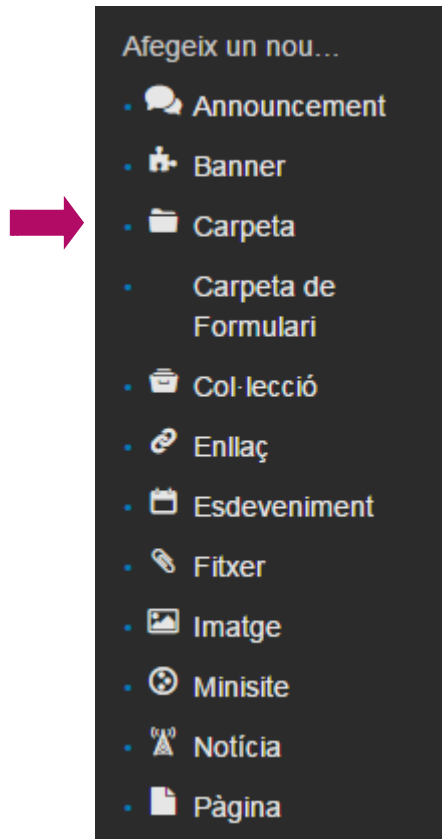 Afegeix un nou...
Announcement
Banner
Carpeta
Carpeta de
Formulari
Col·lecció
Enllaç
Esdeveniment
Fitxer
Imatge
Minisite
Notícia
Pàgina